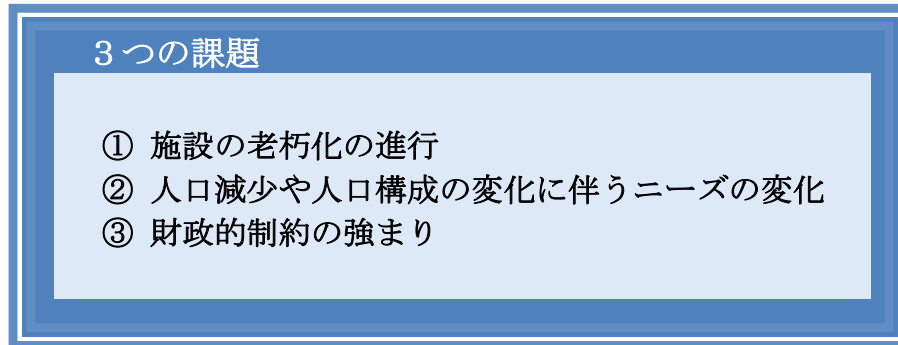 ３つの課題
① 施設の老朽化の進行
② 人口減少や人口構成の変化に伴うニーズの変化
③ 財政的制約の強まり